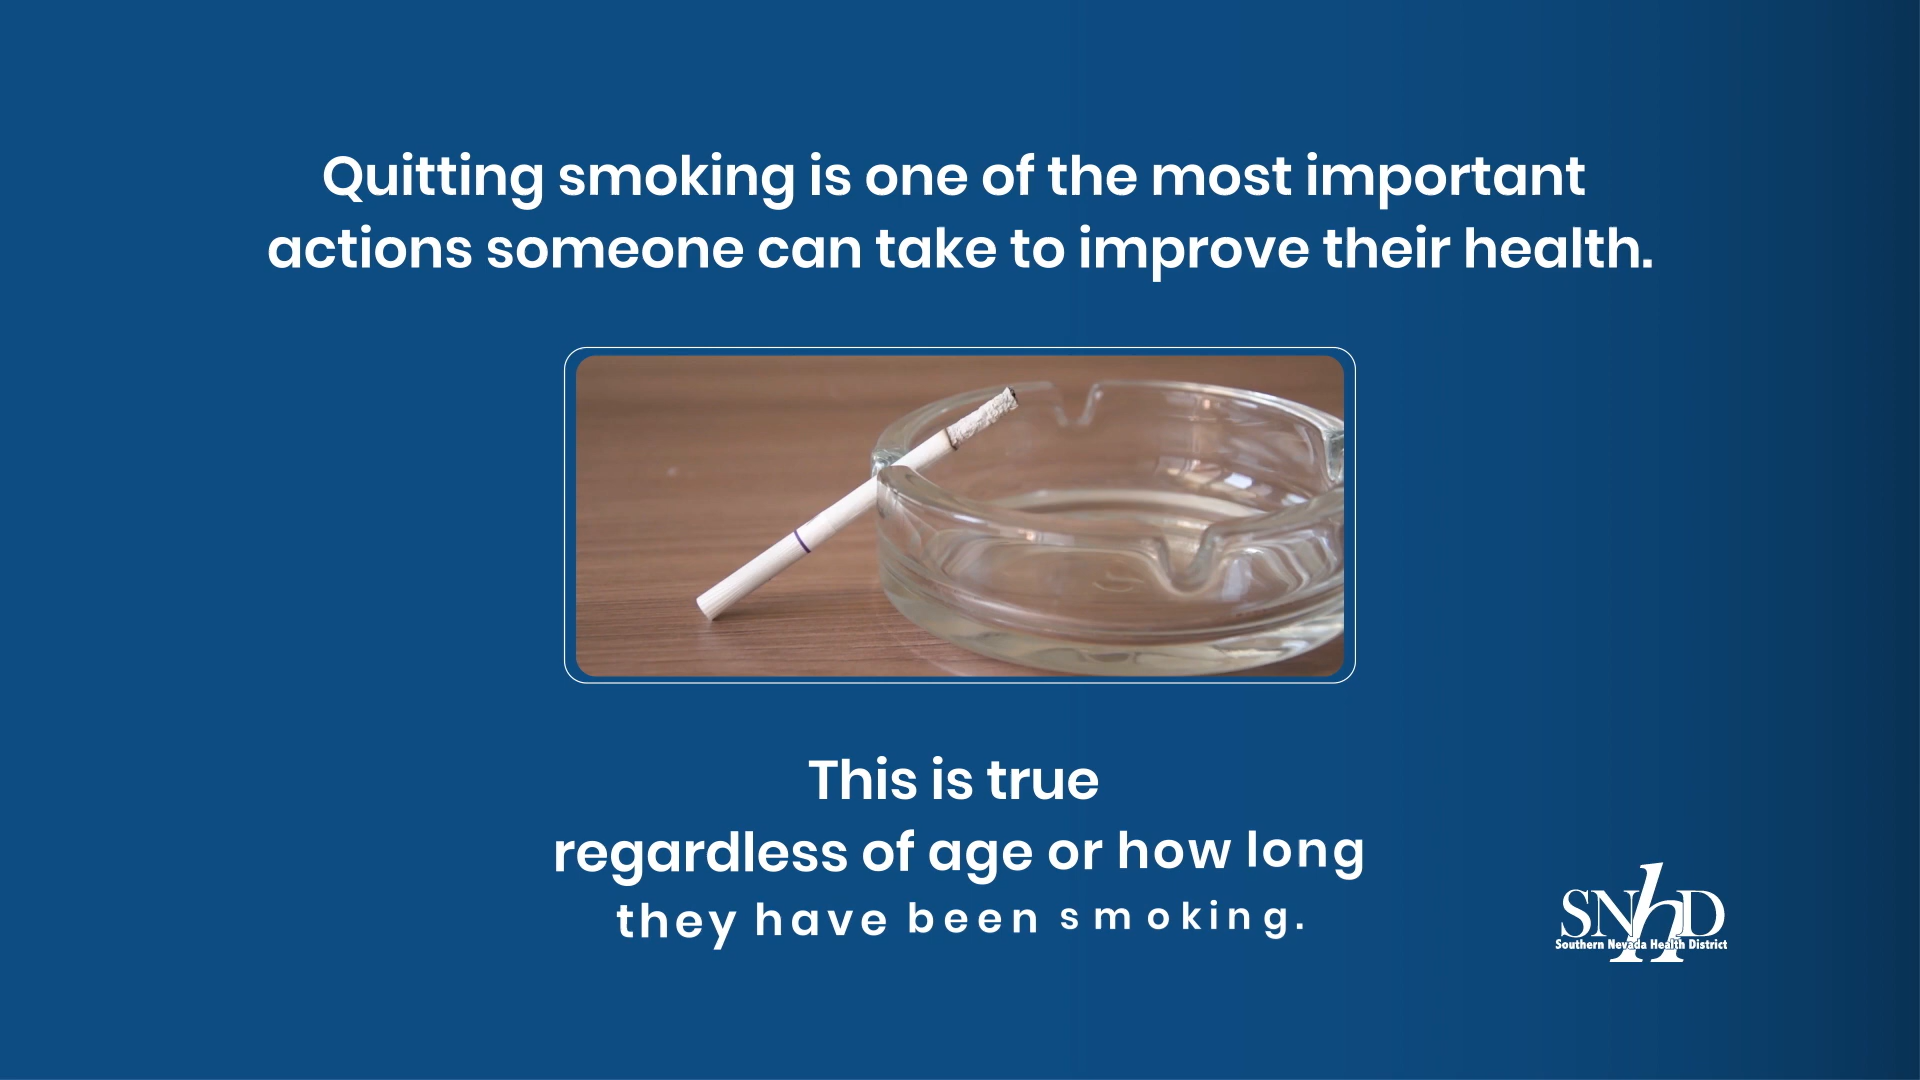 Quitting smoking is one of the most important
actions someone can take to improve their health.
This is true
regardless of age or how long
they have been smoking.
SNhD
Southern Nevada Health District